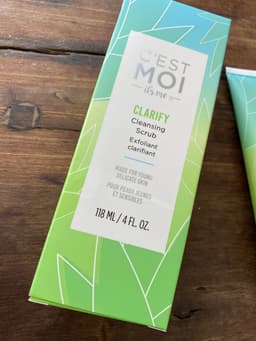 C'EST
MOI
it's me
CLARIFY
Cleansing
Scrub
Exfoliant
clarifiant
MADE FOR YOUNG
DELICATE SKIN
POUR PEAUX JEUNES
ET SENSIBLES
118 ML / 4 FL. OZ.